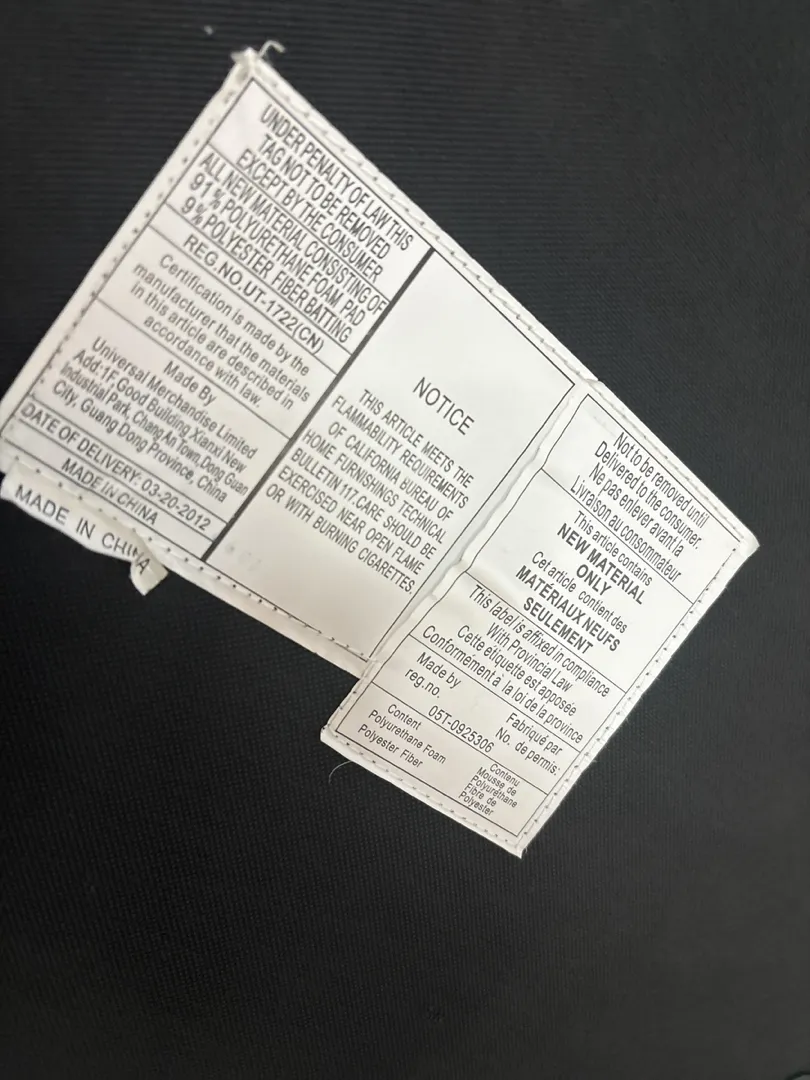 UNDER PENALTY OF LAW THIS
TAG NOT TO BE REMOVED
EXCEPT BY THE CONSUMER
ALL NEW MATERIAL CONSISTING OF
91% POLYURETHANE FOAM PAD
9% POLYESTER FIBER BATTING
REG.NO.UT-1722(CN)
Certification is made by the
manufacturer that the materials
in this article are described in
accordance with law.
Made By
Universal Merchandise Limited
Add:1F,Good Building Xianxi New
Industrial Park, Chang An Town,Dong Guan
City, Guang Dong Province, China
DATE OF DELIVERY: 03-20-2012
MADE IN CHINA
MADE IN CHINA
NOTICE
THIS ARTICLE MEETS THE
FLAMMABILITY REQUIREMENTS
OF CALIFORNIA BUREAU OF
HOME FURNISHINGS TECHNICAL
BULLETIN 117.CARE SHOULD BE
EXERCISED NEAR OPEN FLAME
OR WITH BURNING CIGARETTES.
Not to be removed until
Delivered to the consumer.
Ne pas enlever avant la
Livraison au consommateur
This article contains
NEW MATERIAL
ONLY
Cet article contient des
MATÉRIAUX NEUFS
SEULEMENT
This label is affixed in compliance
With Provincial Law
Cette étiquette est apposée
Conformément à la loi de la province
Made by Fabriqué par
reg.no. No. de permis:
05T-0925306
Content Contenu
Polyurethane Foam Mousse de
Polyuréthane
Polyester Fiber Fibre de
Polyester